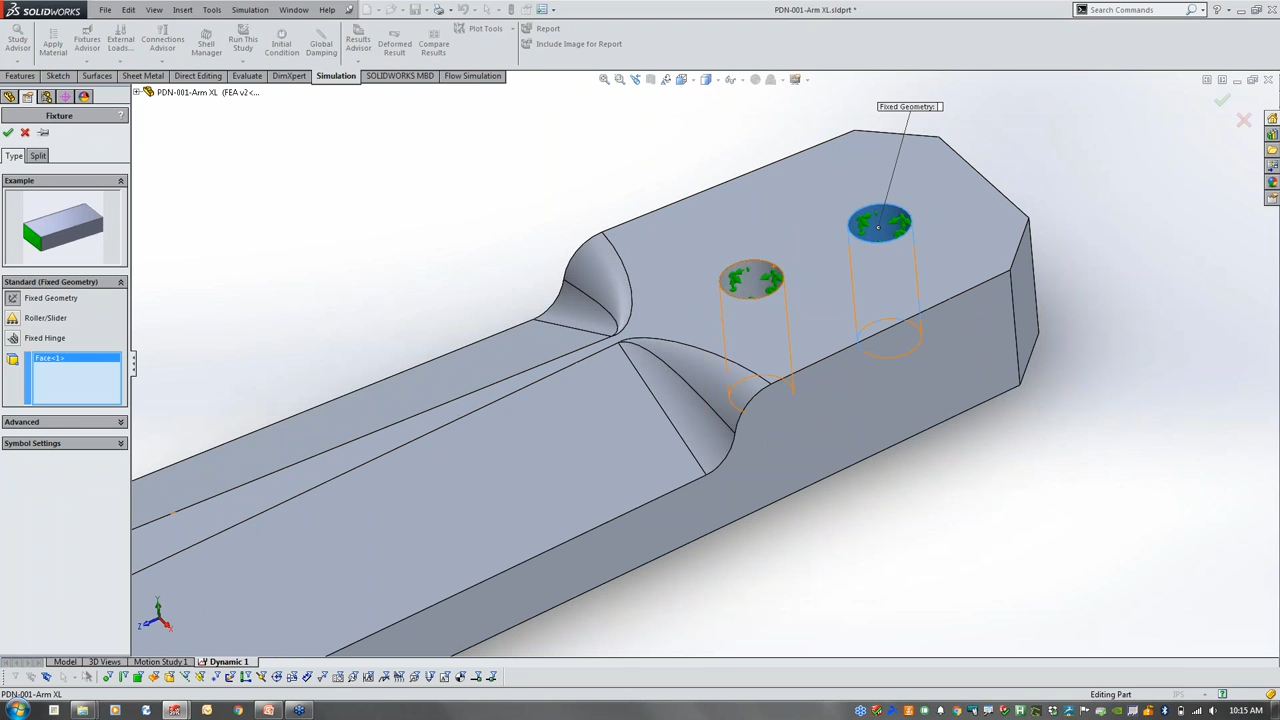 SOLIDWORKS File Edit View Insert Tools Simulation Window Help PDN-001-Arm XL.sldprt * Search Commands
Study Advisor
Apply Material
Fixtures Advisor
External Loads...
Connections Advisor
Shell Manager
Run This Study
Initial Condition
Global Damping
Results Advisor
Deformed Result
Compare Results
Plot Tools
Report
Include Image for Report
Features Sketch Surfaces Sheet Metal Direct Editing Evaluate DimXpert Simulation SOLIDWORKS MBD Flow Simulation
PDN-001-Arm XL (FEA v2<...
Fixture ?
Fixed Geometry:
Type Split
Example
Standard (Fixed Geometry)
Fixed Geometry
Roller/Slider
Fixed Hinge
Face<1>
Advanced
Symbol Settings
Y
Z X
Model 3D Views Motion Study 1 Dynamic 1
PDN-001-Arm XL Editing Part IPS
10:15 AM